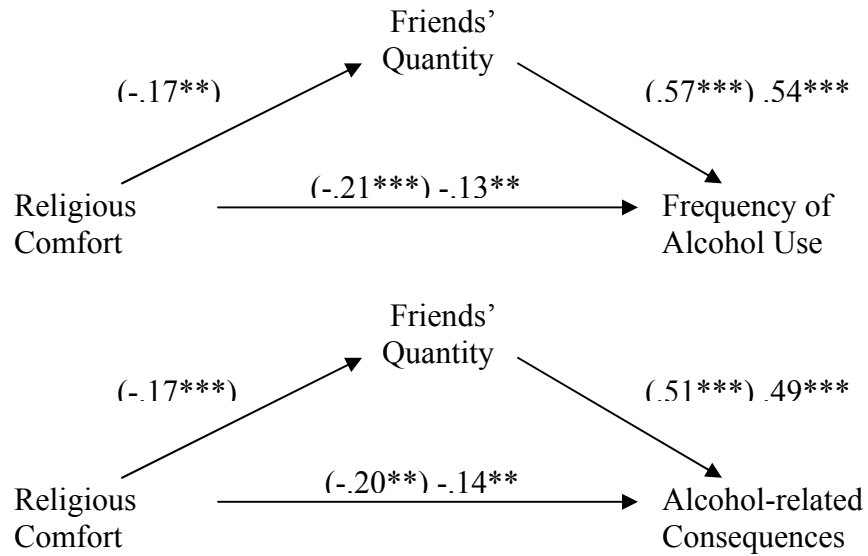 Friends’
Quantity
(-.17**)
(.57***) .54***
(-.21***) -.13**
Religious
Comfort
Frequency of
Alcohol Use
Friends’
Quantity
(-.17***)
(.51***) .49***
(-.20**) -.14**
Religious
Comfort
Alcohol-related
Consequences